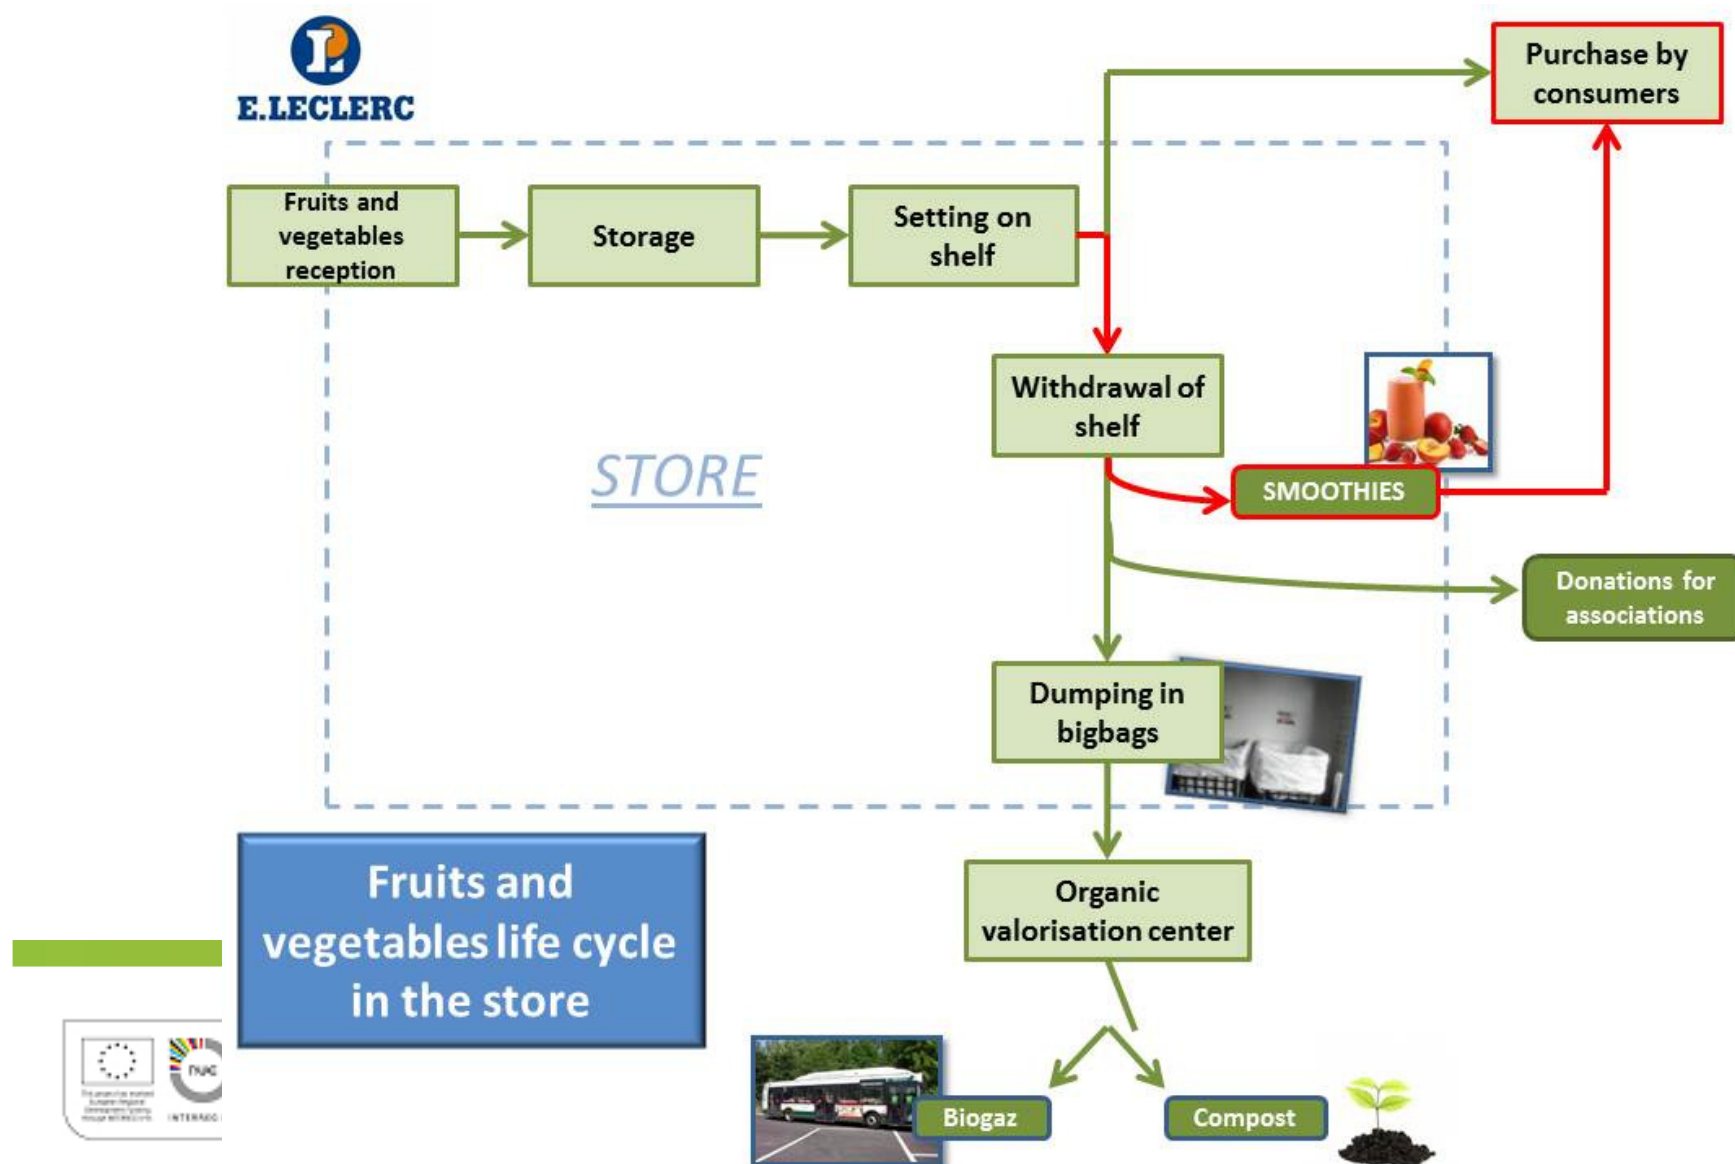 E.LECLERC
Purchase by
consumers
Fruits and
vegetables
reception
Storage
Setting on
shelf
Withdrawal of
shelf
STORE
SMOOTHIES
Donations for
associations
Dumping in
bigbags
Fruits and
vegetables life cycle
in the store
Organic
valorisation center
Biogaz
Compost